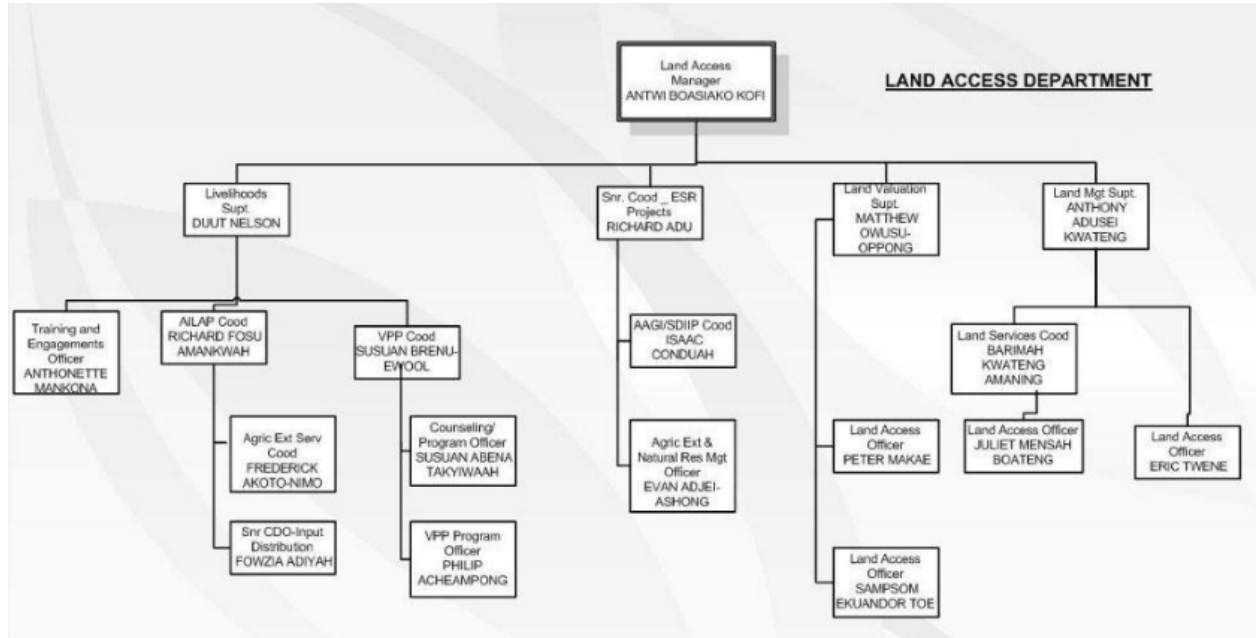 Land Access
Manager
ANTWI BOASIAKO KOFI
LAND ACCESS DEPARTMENT
Livelihoods
Supt.
DUUT NELSON
Snr. Cood _ ESR
Projects
RICHARD ADU
Land Valuation
Supt.
MATTHEW
OWUSU-
OPPONG
Land Mgt Supt.
ANTHONY
ADUSEI
KWATENG
Training and
Engagements
Officer
ANTHONETTE
MANKONA
AILAP Cood
RICHARD FOSU
AMANKWAH
VPP Cood
SUSUAN BRENU-
EWOOL
AAGI/SDIIP Cood
ISAAC
CONDUAH
Land Services Cood
BARIMAH
KWATENG
AMANING
Agric Ext Serv
Cood
FREDERICK
AKOTO-NIMO
Counseling/
Program Officer
SUSUAN ABENA
TAKYIWAAH
Agric Ext &
Natural Res Mgt
Officer
EVAN ADJEI-
ASHONG
Land Access
Officer
PETER MAKAE
Land Access Officer
JULIET MENSAH
BOATENG
Land Access
Officer
ERIC TWENE
Snr CDO-Input
Distribution
FOWZIA ADIYAH
VPP Program
Officer
PHILIP
ACHEAMPONG
Land Access
Officer
SAMPSOM
EKUANDOR TOE